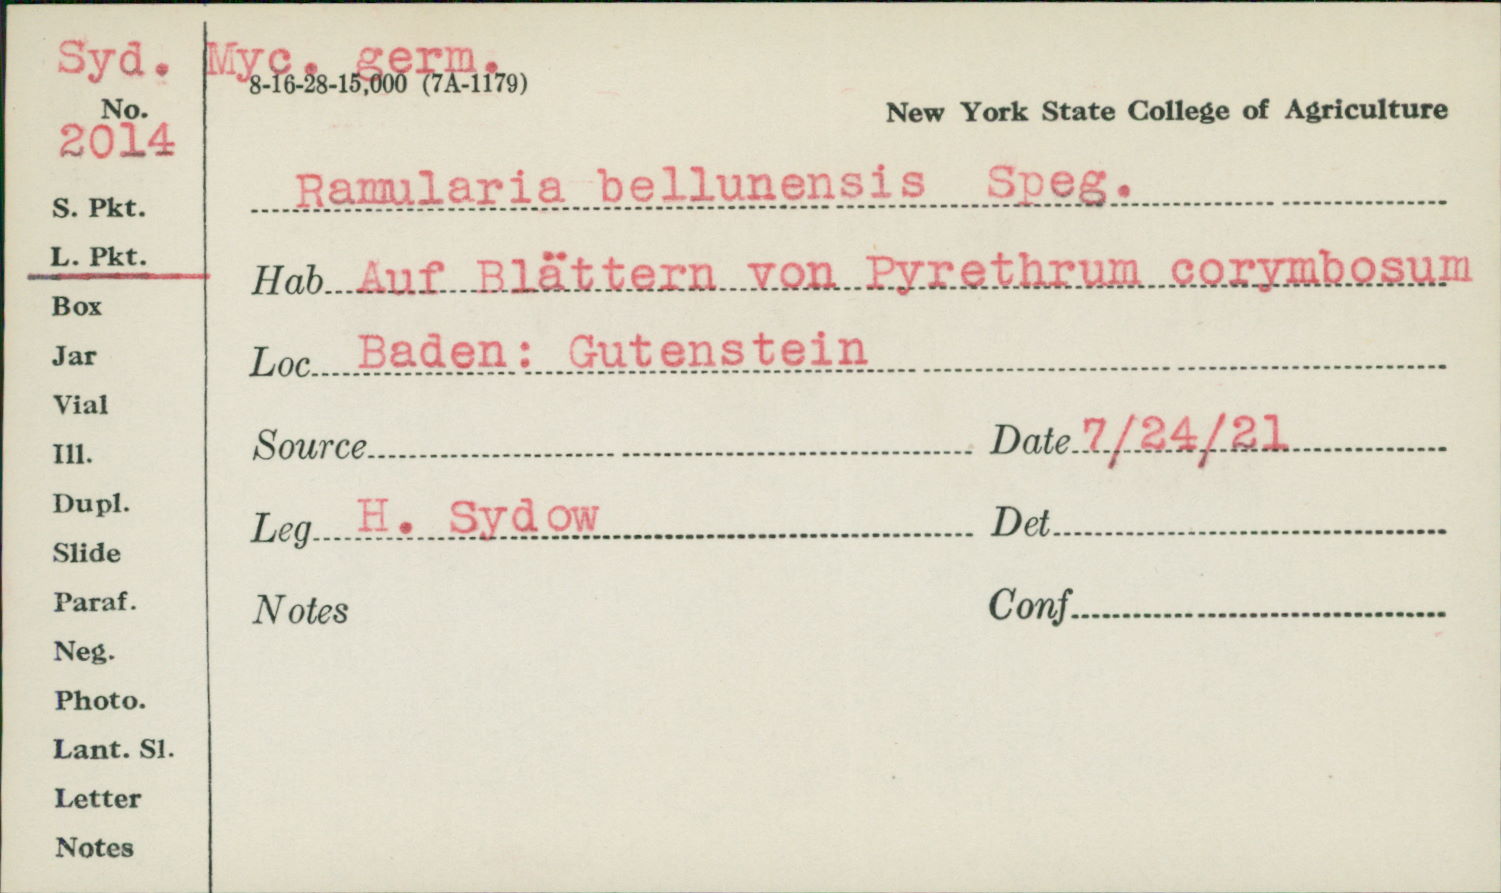 Syd. Myc. germ.
8-16-28-15,000 (7A-1179)
No.
2014
New York State College of Agriculture
Ramularia bellunensis Speg.
S. Pkt.
L. Pkt.
Box
Jar
Vial
Ill.
Dupl.
Slide
Paraf.
Neg.
Photo.
Lant. Sl.
Letter
Notes
Hab. Auf Blättern von Pyrethrum corymbosum
Loc. Baden: Gutenstein
Source
Date 7/24/21
Leg. H. Sydow
Det
Notes
Conf